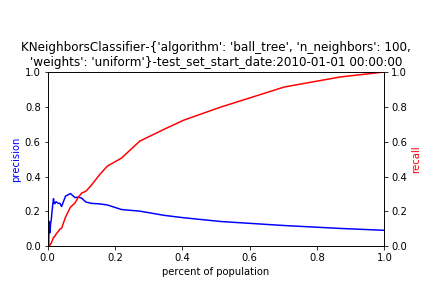 KNeighborsClassifier-{'algorithm': 'ball_tree', 'n_neighbors': 100,
'weights': 'uniform'}-test_set_start_date:2010-01-01 00:00:00
1.0 1.0
0.8 0.8
0.6 0.6
precision recall
0.4 0.4
0.2 0.2
0.0 0.0
0.0 0.2 0.4 0.6 0.8 1.0
percent of population